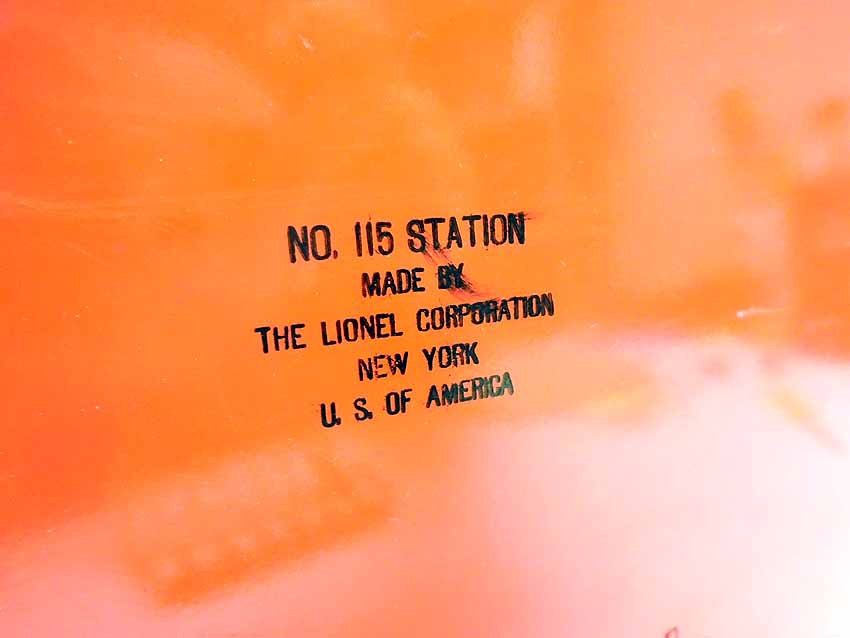 NO. 115 STATION
MADE BY
THE LIONEL CORPORATION
NEW YORK
U. S. OF AMERICA